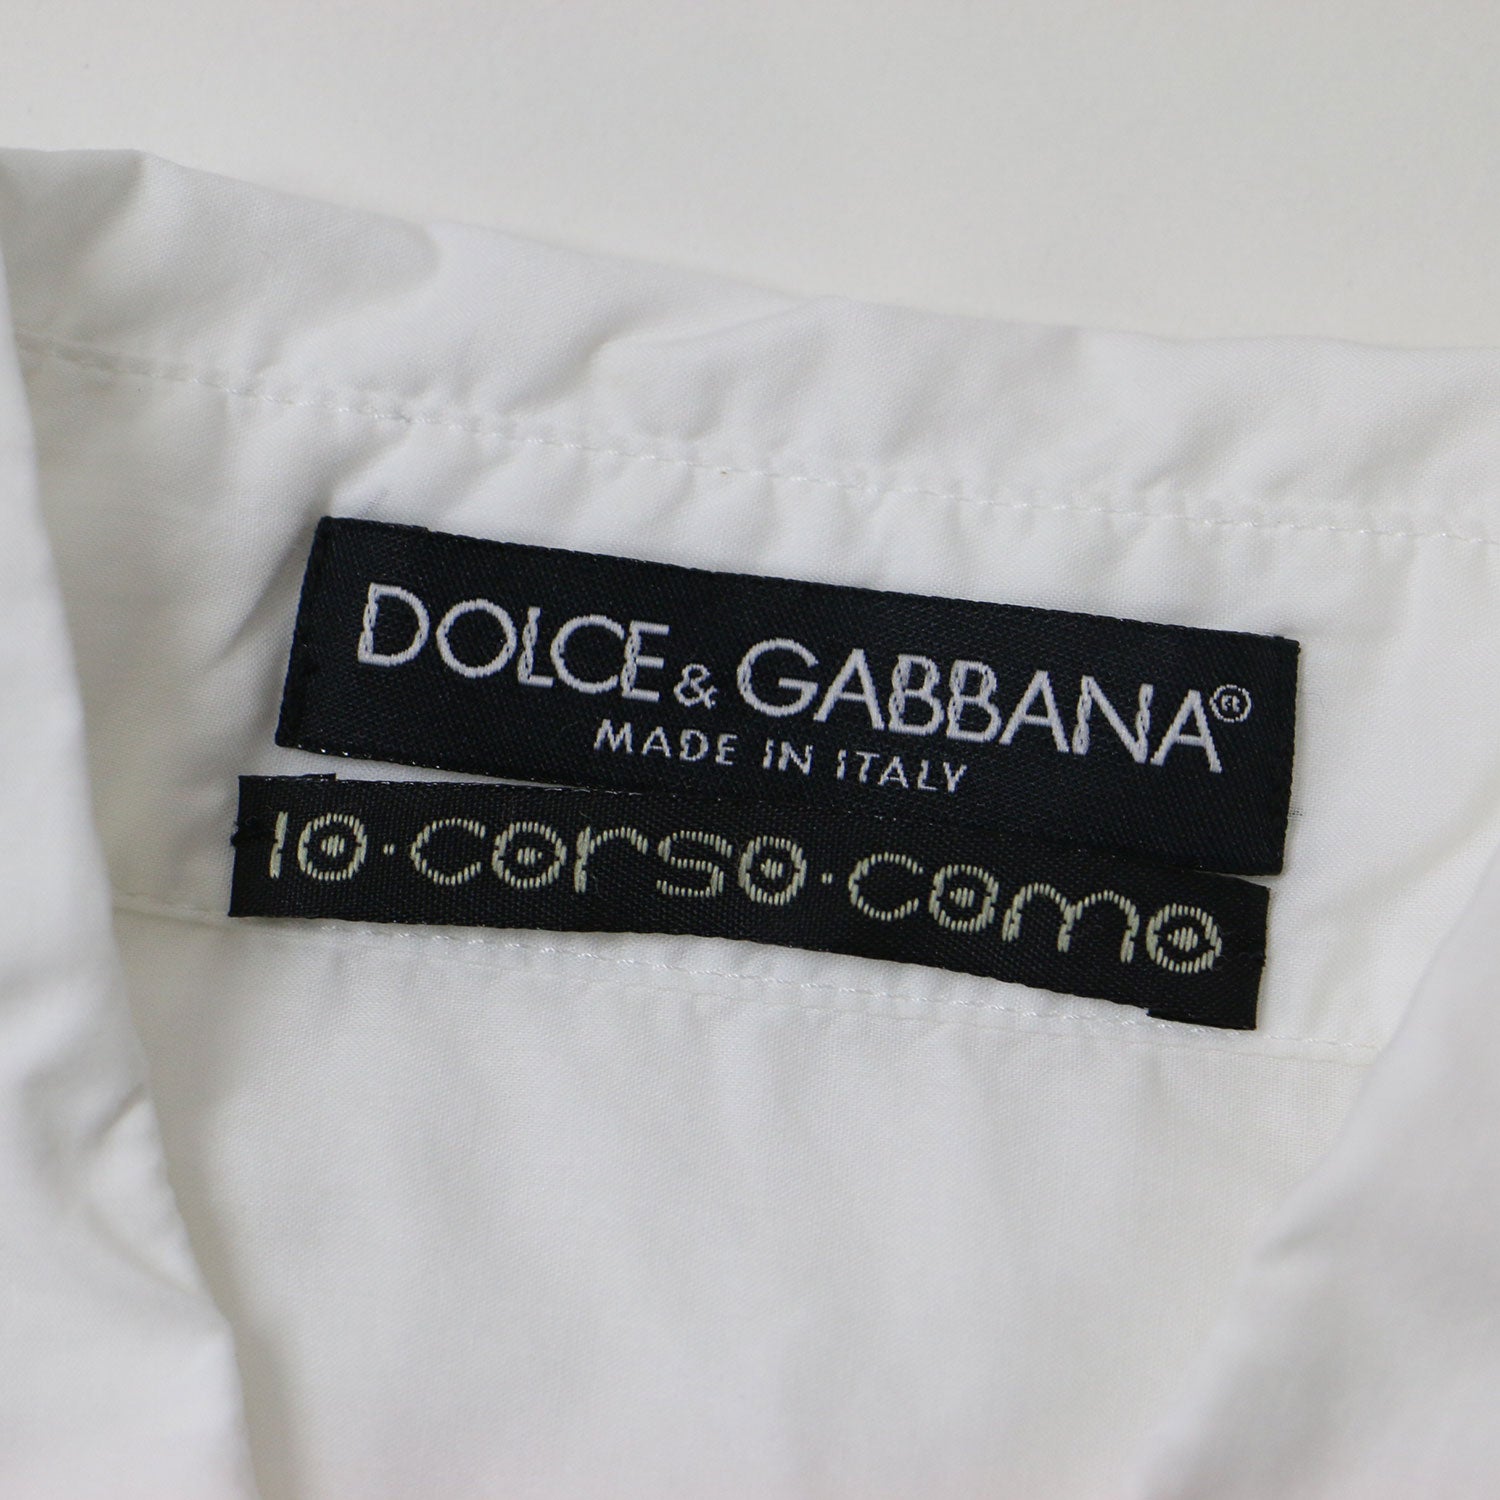 DOLCE & GABBANA®
MADE IN ITALY
10·corso·como